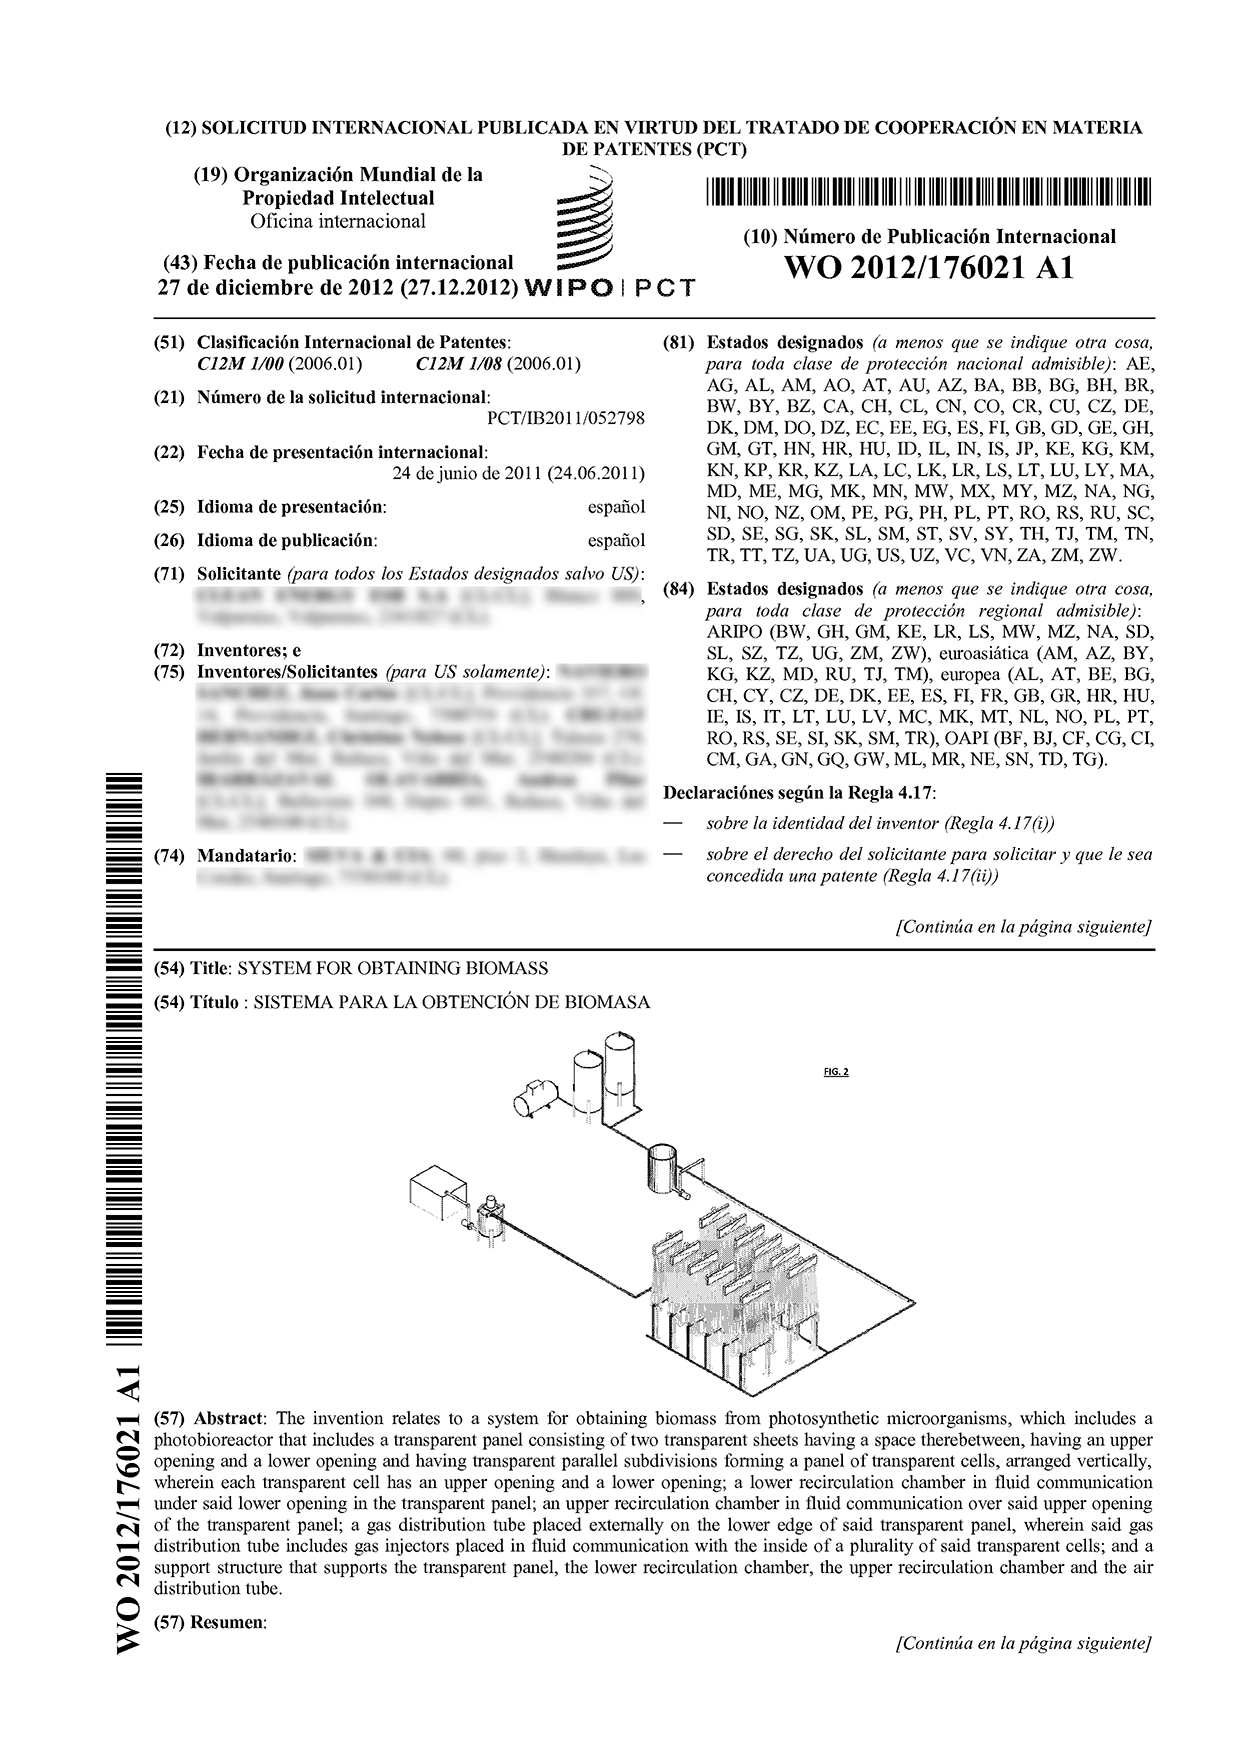 (12) SOLICITUD INTERNACIONAL PUBLICADA EN VIRTUD DEL TRATADO DE COOPERACIÓN EN MATERIA
DE PATENTES (PCT)
(19) Organización Mundial de la
Propiedad Intelectual
Oficina internacional
(43) Fecha de publicación internacional
27 de diciembre de 2012 (27.12.2012)
WIPO | PCT
(10) Número de Publicación Internacional
WO 2012/176021 A1
(51) Clasificación Internacional de Patentes:
C12M 1/00 (2006.01) C12M 1/08 (2006.01)
(21) Número de la solicitud internacional:
PCT/IB2011/052798
(22) Fecha de presentación internacional:
24 de junio de 2011 (24.06.2011)
(25) Idioma de presentación: español
(26) Idioma de publicación: español
(71) Solicitante (para todos los Estados designados salvo US):
(72) Inventores; e
(75) Inventores/Solicitantes (para US solamente):
(74) Mandatario:
(81) Estados designados (a menos que se indique otra cosa,
para toda clase de protección nacional admisible): AE,
AG, AL, AM, AO, AT, AU, AZ, BA, BB, BG, BH, BR,
BW, BY, BZ, CA, CH, CL, CN, CO, CR, CU, CZ, DE,
DK, DM, DO, DZ, EC, EE, EG, ES, FI, GB, GD, GE, GH,
GM, GT, HN, HR, HU, ID, IL, IN, IS, JP, KE, KG, KM,
KN, KP, KR, KZ, LA, LC, LK, LR, LS, LT, LU, LY, MA,
MD, ME, MG, MK, MN, MW, MX, MY, MZ, NA, NG,
NI, NO, NZ, OM, PE, PG, PH, PL, PT, RO, RS, RU, SC,
SD, SE, SG, SK, SL, SM, ST, SV, SY, TH, TJ, TM, TN,
TR, TT, TZ, UA, UG, US, UZ, VC, VN, ZA, ZM, ZW.
(84) Estados designados (a menos que se indique otra cosa,
para toda clase de protección regional admisible):
ARIPO (BW, GH, GM, KE, LR, LS, MW, MZ, NA, SD,
SL, SZ, TZ, UG, ZM, ZW), euroasiática (AM, AZ, BY,
KG, KZ, MD, RU, TJ, TM), europea (AL, AT, BE, BG,
CH, CY, CZ, DE, DK, EE, ES, FI, FR, GB, GR, HR, HU,
IE, IS, IT, LT, LU, LV, MC, MK, MT, NL, NO, PL, PT,
RO, RS, SE, SI, SK, SM, TR), OAPI (BF, BJ, CF, CG, CI,
CM, GA, GN, GQ, GW, ML, MR, NE, SN, TD, TG).
Declaraciónes según la Regla 4.17:
— sobre la identidad del inventor (Regla 4.17(i))
— sobre el derecho del solicitante para solicitar y que le sea
concedida una patente (Regla 4.17(ii))
[Continúa en la página siguiente]
(54) Title: SYSTEM FOR OBTAINING BIOMASS
(54) Título : SISTEMA PARA LA OBTENCIÓN DE BIOMASA
FIG. 2
(57) Abstract: The invention relates to a system for obtaining biomass from photosynthetic microorganisms, which includes a
photobioreactor that includes a transparent panel consisting of two transparent sheets having a space therebetween, having an upper
opening and a lower opening and having transparent parallel subdivisions forming a panel of transparent cells, arranged vertically,
wherein each transparent cell has an upper opening and a lower opening; a lower recirculation chamber in fluid communication
under said lower opening in the transparent panel; an upper recirculation chamber in fluid communication over said upper opening
of the transparent panel; a gas distribution tube placed externally on the lower edge of said transparent panel, wherein said gas
distribution tube includes gas injectors placed in fluid communication with the inside of a plurality of said transparent cells; and a
support structure that supports the transparent panel, the lower recirculation chamber, the upper recirculation chamber and the air
distribution tube.
(57) Resumen:
[Continúa en la página siguiente]
WO 2012/176021 A1